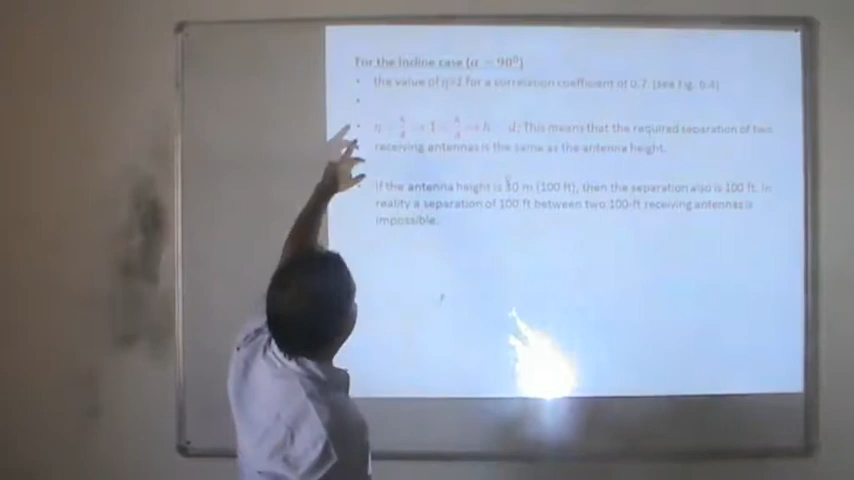 For the Incline case (α = 90⁰)
• the value of η=1 for a correlation coefficient of 0.7. (see Fig. 6.4)
•
• η = h/d → 1 = h/d → h = d; This means that the required separation of two
receiving antennas is the same as the antenna height.
If the antenna height is 30 m (100 ft), then the separation also is 100 ft. In
reality a separation of 100 ft between two 100-ft receiving antennas is
impossible.